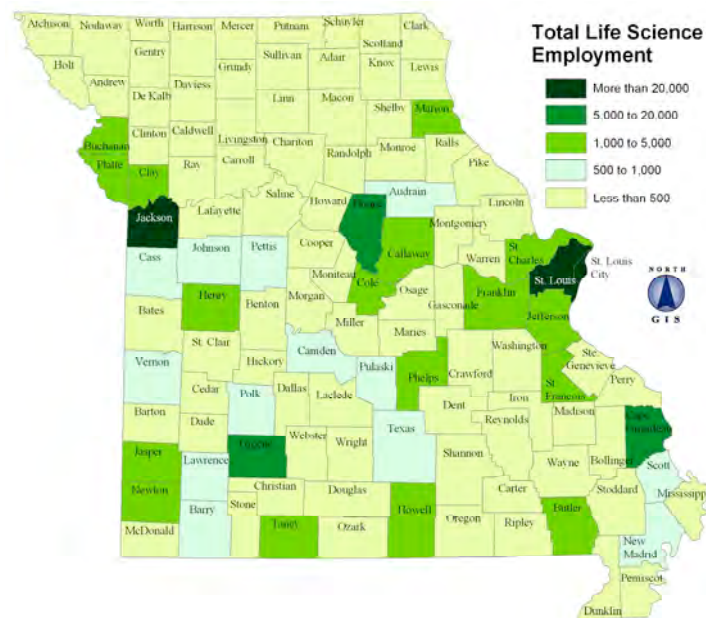 Total Life Science
Employment
More than 20,000
5,000 to 20,000
1,000 to 5,000
500 to 1,000
Less than 500
Atchison Nodaway Worth Harrison Mercer Putnam Schuyler Clark
Scotland
Gentry Sullivan Adair Knox Lewis
Holt Grundy
Andrew Daviess
De Kalb Linn Macon Shelby Marion
Clinton Caldwell Livingston Chariton Ralls
Buchanan Randolph Monroe
Platte Clay Ray Carroll Pike
Saline Audrain
Howard Boone Lincoln
Jackson Lafayette Montgomery
Cooper Callaway Warren St. Charles St. Louis City
Cass Johnson Pettis Moniteau Cole St. Louis
Osage Gasconade Franklin
Henry Benton Morgan Jefferson
Bates Miller Maries
St. Clair Washington
Camden Ste. Genevieve
Vernon Hickory Pulaski Phelps Crawford St Francois Perry
Cedar Polk Dallas Laclede Iron
Barton Dent Madison Cape Girardeau
Dade Texas Reynolds
Jasper Greene Webster Wright Shannon Bollinger Scott
Lawrence Wayne
Newton Christian Douglas Carter Stoddard Mississippi
Barry Stone Howell Butler
McDonald Taney Ozark Oregon Ripley New Madrid
Pemiscot
Dunklin
NORTH
GIS